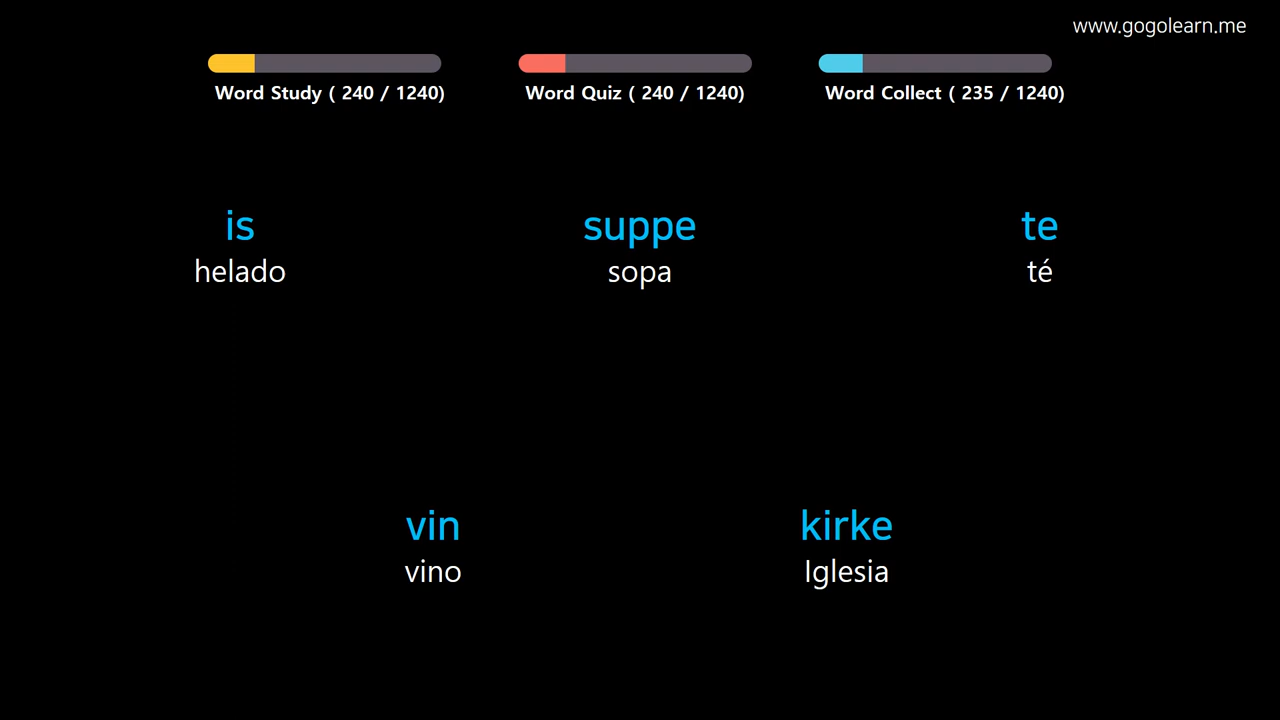 www.gogolearn.me
Word Study ( 240 / 1240)
Word Quiz ( 240 / 1240)
Word Collect ( 235 / 1240)
is
helado
suppe
sopa
te
té
vin
vino
kirke
Iglesia